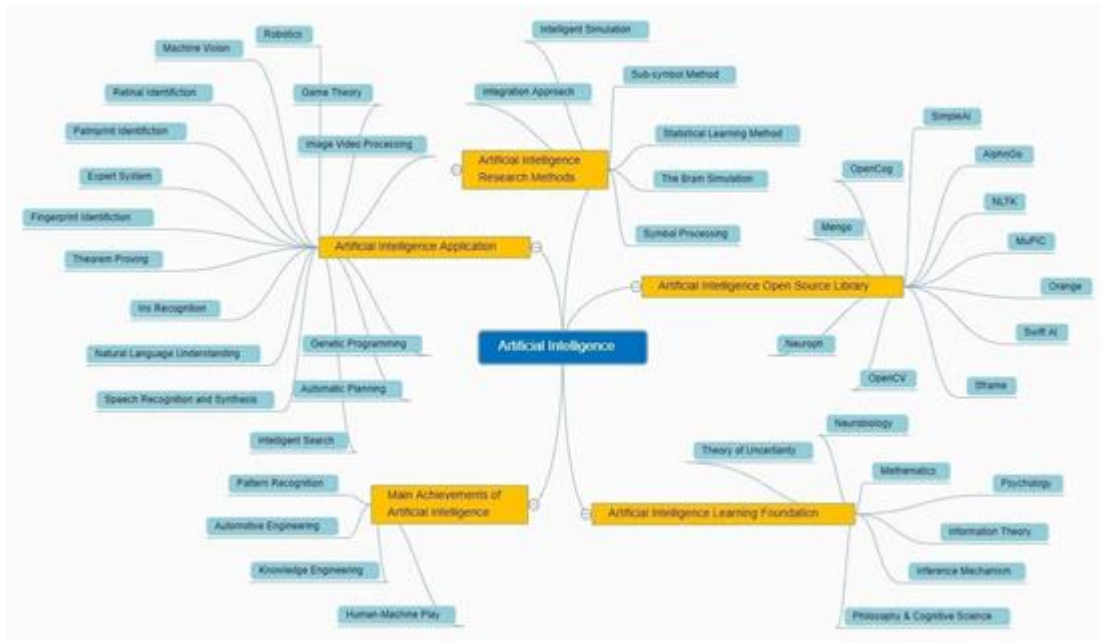 Robotics
Machine Vision
Retinal Identifiction
Game Theory
Palmprint Identifiction
Image Video Processing
Expert System
Fingerprint Identifiction
Artificial Intelligence Application
Theorem Proving
Iris Recognition
Natural Language Understanding
Genetic Programming
Speech Recognition and Synthesis
Automatic Planning
Intelligent Search
Intelligent Simulation
Sub-symbol Method
Integration Approach
Statistical Learning Method
Artificial Intelligence
Research Methods
The Brain Simulation
Symbol Processing
SimpleAI
AlphnGo
OpenCog
NLTK
Mengo
MuPIC
Artificial Intelligence Open Source Library
Orange
Swift AI
Neuroph
OpenCV
Artificial Intelligence
Neurobiology
Theory of Uncertainty
Psychology
Artificial Intelligence Learning Foundation
Information Theory
Inference Mechanism
Philosophy & Cognitive Science
Pattern Recognition
Main Achievements of
Artificial Intelligence
Automotive Engineering
Knowledge Engineering
Human-Machine Play